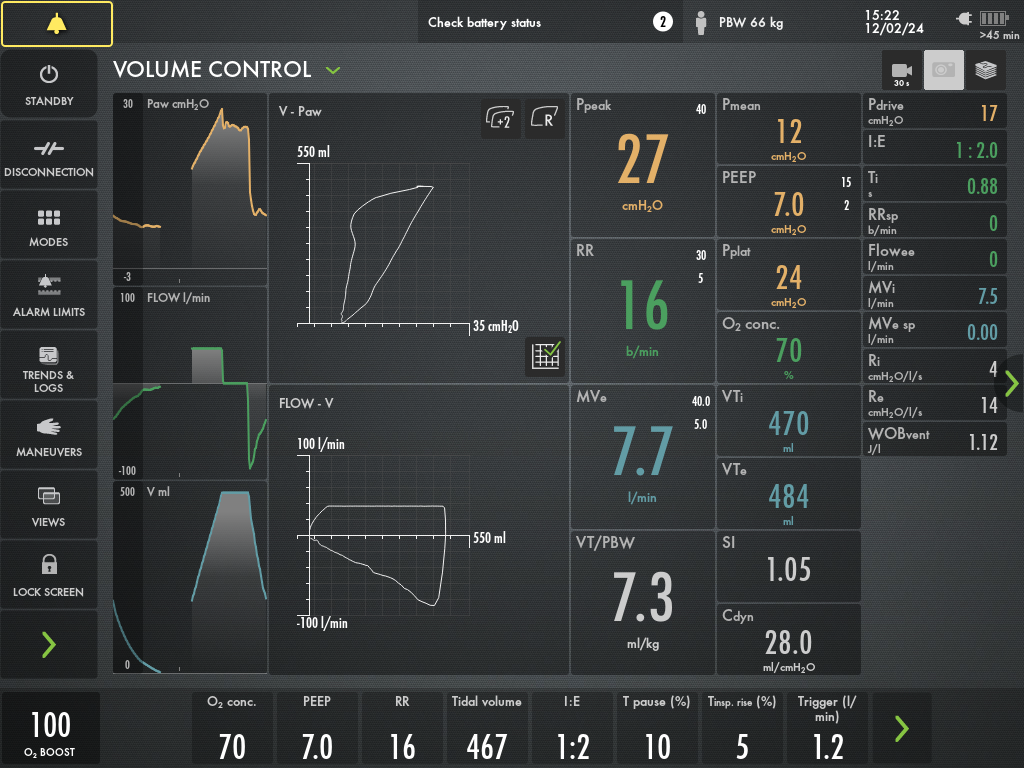 Check battery status
2
PBW 66 kg
15:22
12/02/24
>45 min
STANDBY
DISCONNECTION
MODES
ALARM LIMITS
TRENDS &
LOGS
MANEUVERS
VIEWS
LOCK SCREEN
VOLUME CONTROL
30 s
30
Paw cmH₂O
-3
100
FLOW l/min
-100
500
V ml
0
V - Paw
+2
R
550 ml
35 cmH₂O
FLOW - V
100 l/min
550 ml
-100 l/min
Ppeak
40
27
cmH₂O
RR
30
5
16
b/min
MVe
40.0
5.0
7.7
l/min
VT/PBW
7.3
ml/kg
Pmean
12
cmH₂O
PEEP
15
2
7.0
cmH₂O
Pplat
24
cmH₂O
O₂ conc.
70
%
VTi
470
ml
VTe
484
ml
SI
1.05
Cdyn
28.0
ml/cmH₂O
Pdrive
cmH₂O
17
I:E
1 : 2.0
Ti
s
0.88
RRsp
b/min
0
Flowee
l/min
0
MVi
l/min
7.5
MVe sp
l/min
0.00
Ri
cmH₂O/l/s
4
Re
cmH₂O/l/s
14
WOBvent
J/l
1.12
100
O₂ BOOST
O₂ conc.
70
PEEP
7.0
RR
16
Tidal volume
467
I:E
1:2
T pause (%)
10
Tinsp. rise (%)
5
Trigger (l/
min)
1.2